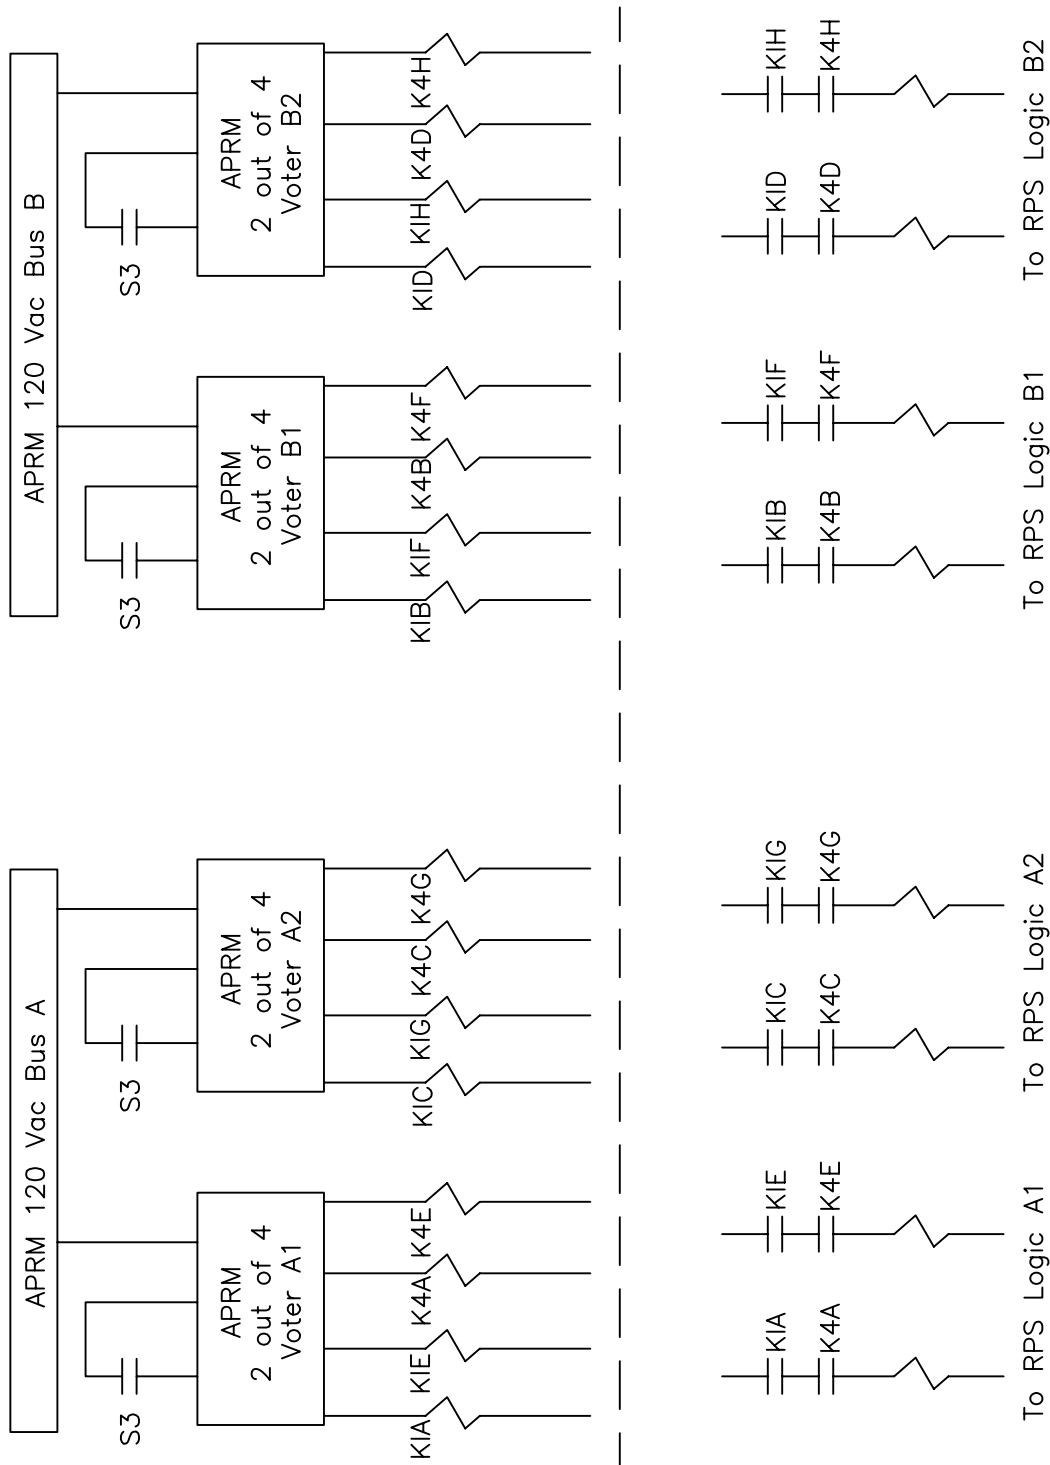 APRM 120 Vac Bus A
APRM 120 Vac Bus B
S3
S3
S3
S3
APRM
2 out of 4
Voter A1
APRM
2 out of 4
Voter A2
APRM
2 out of 4
Voter B1
APRM
2 out of 4
Voter B2
KIA
KIE
K4A
K4E
KIC
KIG
K4C
K4G
KIB
KIF
K4B
K4F
KID
KIH
K4D
K4H
KIA
KIE
KIC
KIG
KIB
KIF
KID
KIH
K4A
K4E
K4C
K4G
K4B
K4F
K4D
K4H
To RPS Logic A1
To RPS Logic A2
To RPS Logic B1
To RPS Logic B2